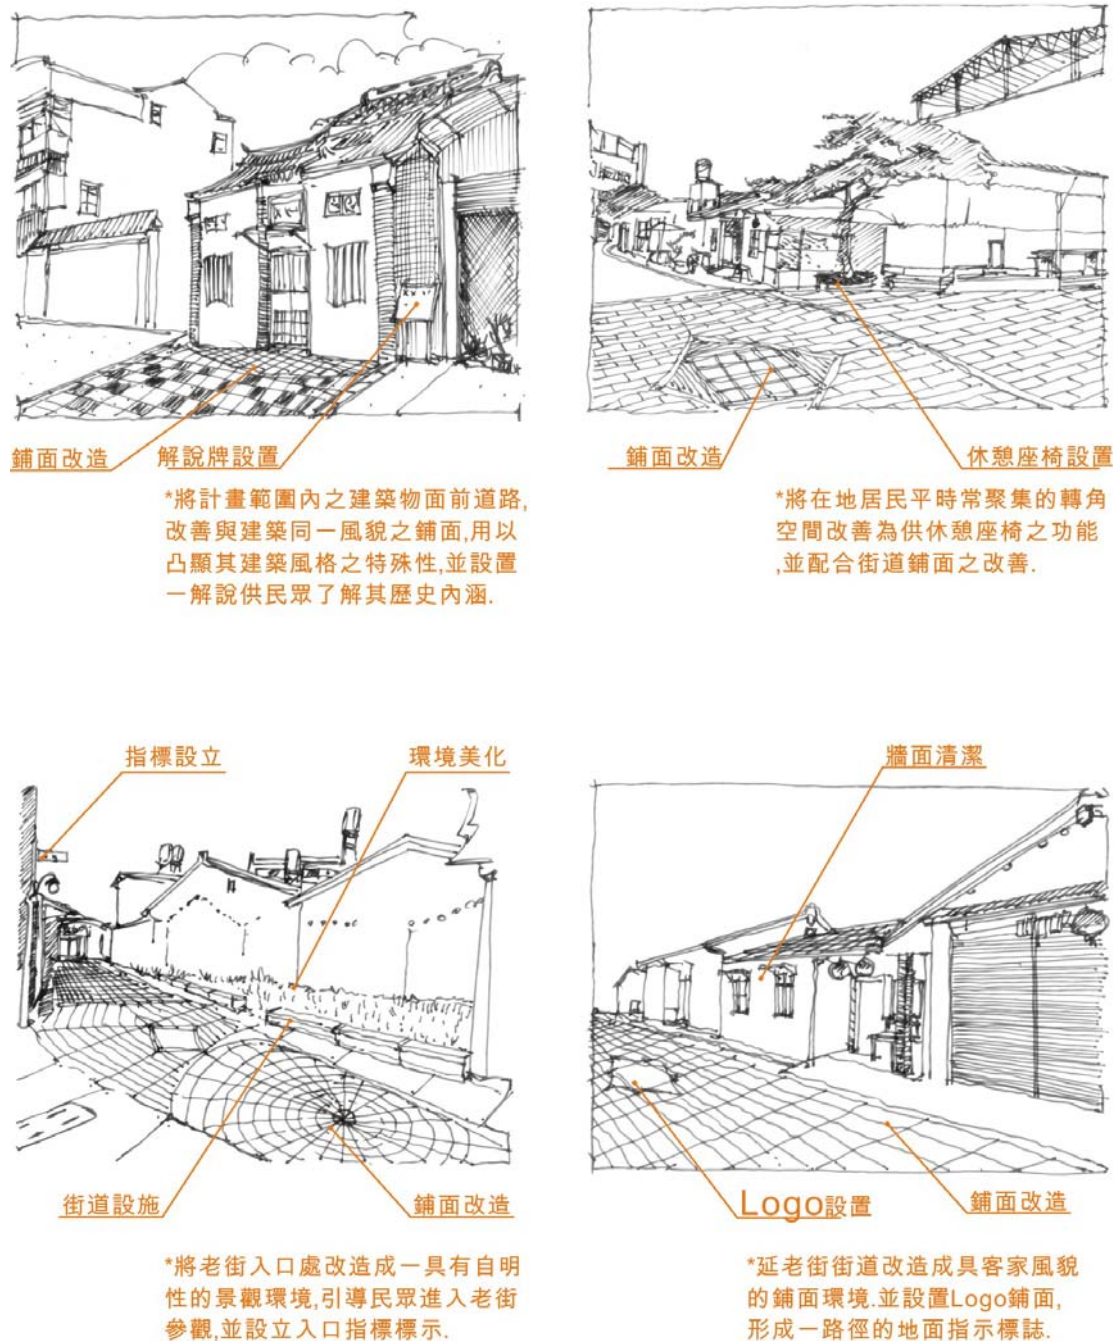 鋪面改造
解說牌設置
*將計畫範圍內之建築物面前道路,
改善與建築同一風貌之鋪面,用以
凸顯其建築風格之特殊性,並設置
一解說供民眾了解其歷史內涵.
鋪面改造
休憩座椅設置
*將在地居民平時常聚集的轉角
空間改善為供休憩座椅之功能
,並配合街道鋪面之改善.
指標設立
環境美化
街道設施
鋪面改造
*將老街入口處改造成一具有自明
性的景觀環境,引導民眾進入老街
參觀,並設立入口指標標示.
牆面清潔
Logo設置
鋪面改造
*延老街街道改造成具客家風貌
的鋪面環境.並設置Logo鋪面,
形成一路徑的地面指示標誌